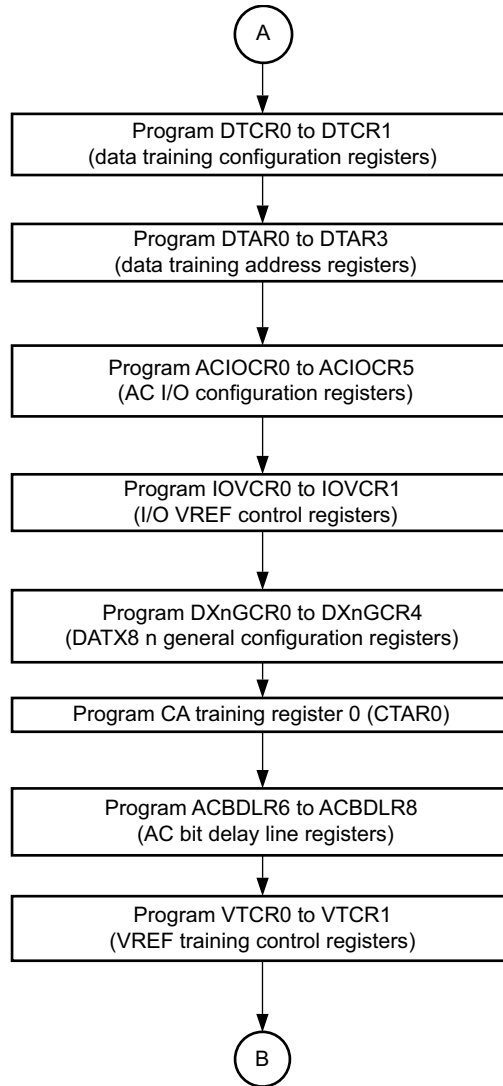 A
Program DTCR0 to DTCR1
(data training configuration registers)
Program DTAR0 to DTAR3
(data training address registers)
Program ACIOCR0 to ACIOCR5
(AC I/O configuration registers)
Program IOVCR0 to IOVCR1
(I/O VREF control registers)
Program DXnGCR0 to DXnGCR4
(DATX8 n general configuration registers)
Program CA training register 0 (CTAR0)
Program ACBDLR6 to ACBDLR8
(AC bit delay line registers)
Program VTCR0 to VTCR1
(VREF training control registers)
B